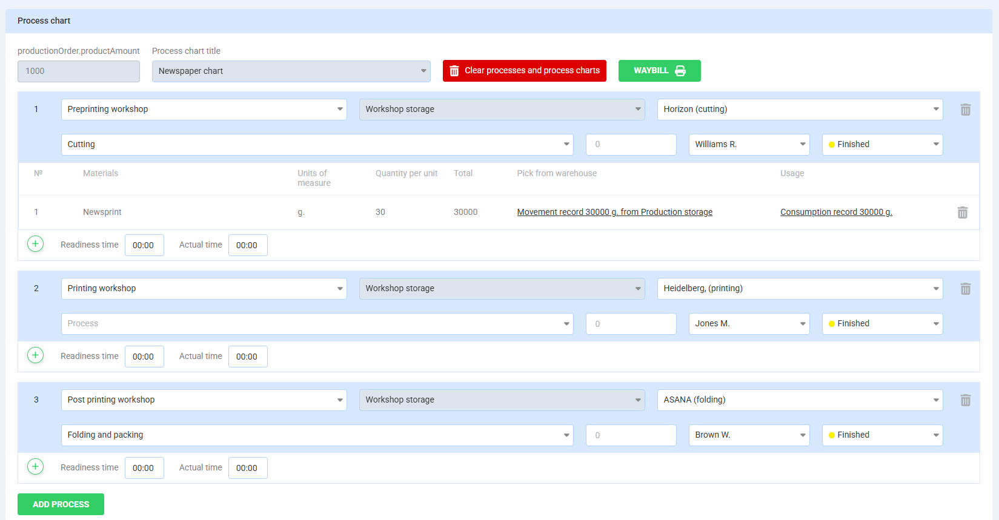 Process chart
productionOrder.productAmount Process chart title
1000 Newspaper chart Clear processes and process charts WAYBILL
1 Preprinting workshop Workshop storage Horizon (cutting)
Cutting 0 Williams R. Finished
№ Materials Units of measure Quantity per unit Total Pick from warehouse Usage
1 Newsprint g. 30 30000 Movement record 30000 g. from Production storage Consumption record 30000 g.
Readiness time 00:00 Actual time 00:00
2 Printing workshop Workshop storage Heidelberg, (printing)
Process 0 Jones M. Finished
Readiness time 00:00 Actual time 00:00
3 Post printing workshop Workshop storage ASANA (folding)
Folding and packing 0 Brown W. Finished
Readiness time 00:00 Actual time 00:00
ADD PROCESS